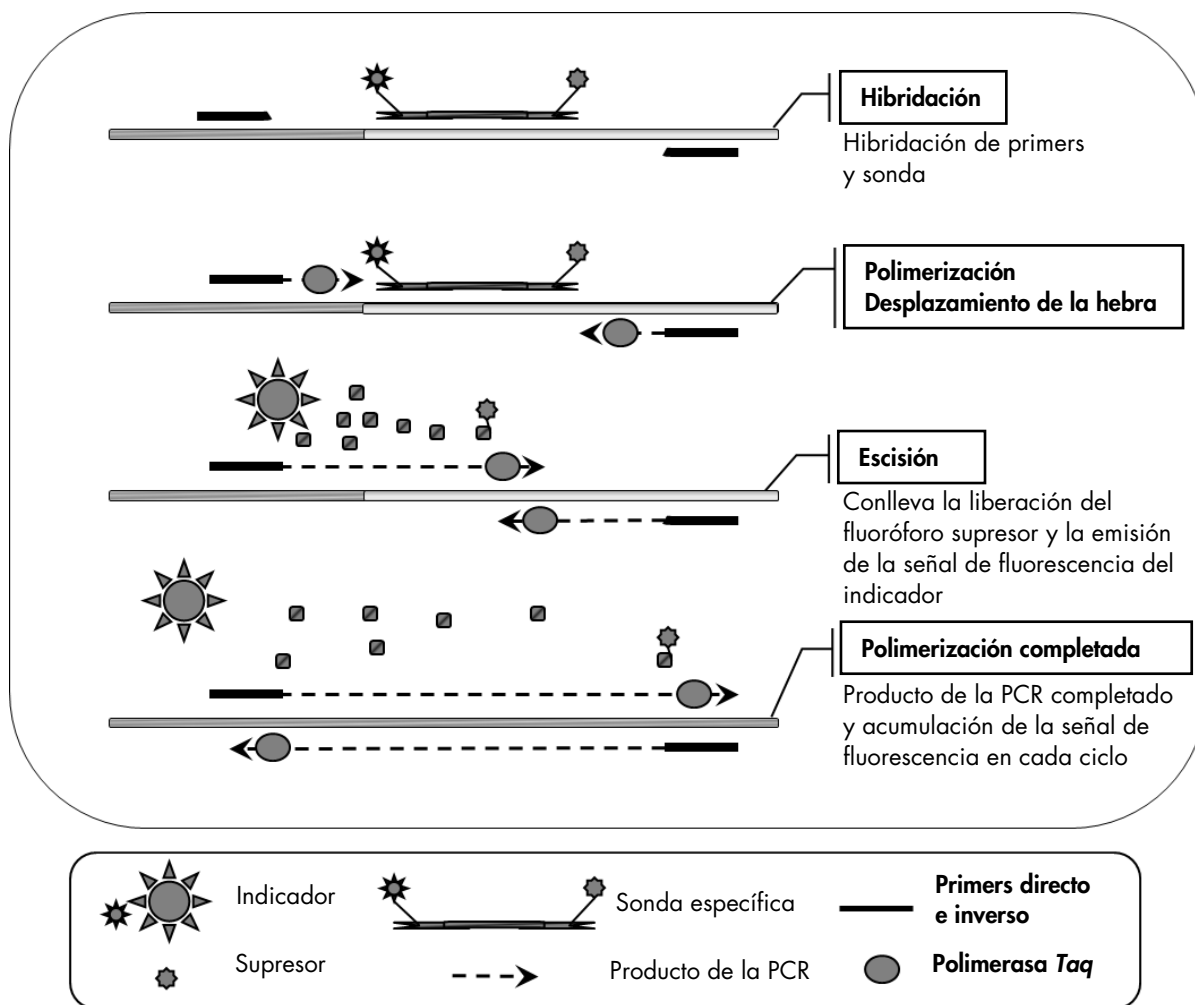 Hibridación
Hibridación de primers
y sonda
Polimerización
Desplazamiento de la hebra
Escisión
Conlleva la liberación del
fluoróforo supresor y la emisión
de la señal de fluorescencia del
indicador
Polimerización completada
Producto de la PCR completado
y acumulación de la señal de
fluorescencia en cada ciclo
Indicador
Sonda específica
Primers directo
e inverso
Supresor
Producto de la PCR
Polimerasa Taq